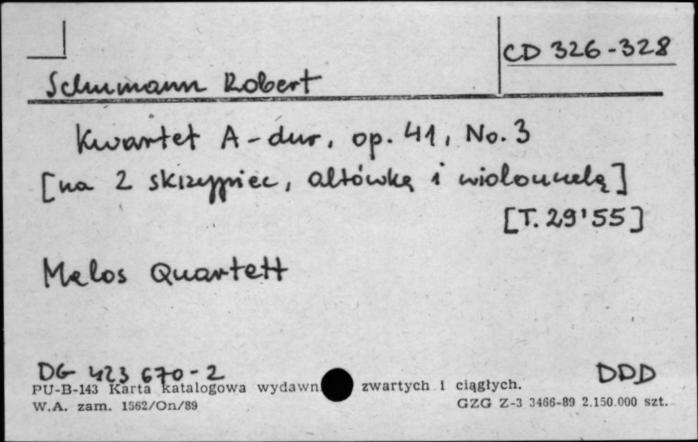 CD 326-328
Schumann Robert
Kwartet A-dur, op. 41, No. 3
[na 2 skrzypiec, altówkę i wiolonczelę]
[T. 29'55]
Melos Quartett
DG 423 670-2
DDD
PU-B-143 Karta katalogowa wydawn zwartych i ciągłych.
W.A. zam. 1562/On/89
GZG Z-3 3466-89 2.150.000 szt.